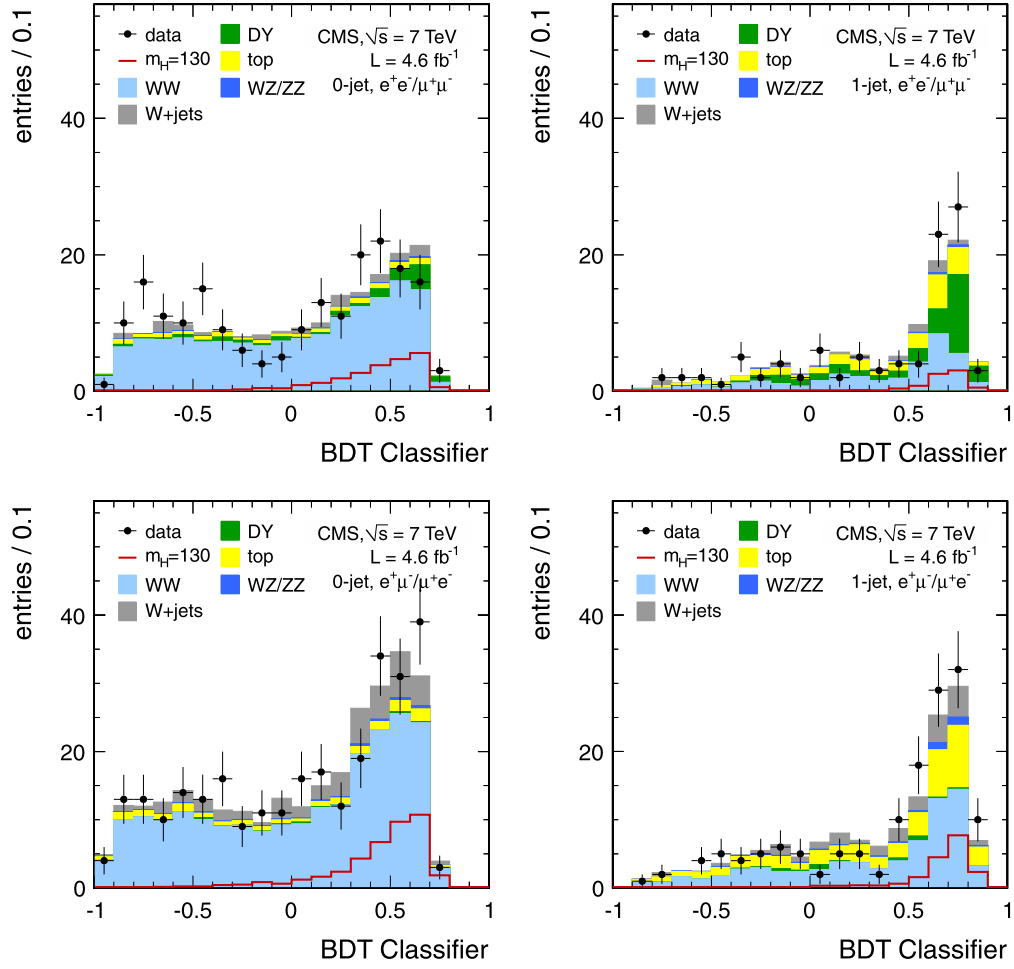 entries / 0.1
data
m_H=130
WW
W+jets
DY
top
WZ/ZZ
CMS, √s = 7 TeV
L = 4.6 fb⁻¹
0-jet, e⁺e⁻/μ⁺μ⁻
40
20
0
-1 -0.5 0 0.5 1
BDT Classifier
entries / 0.1
data
m_H=130
WW
W+jets
DY
top
WZ/ZZ
CMS, √s = 7 TeV
L = 4.6 fb⁻¹
1-jet, e⁺e⁻/μ⁺μ⁻
40
20
0
-1 -0.5 0 0.5 1
BDT Classifier
entries / 0.1
data
m_H=130
WW
W+jets
DY
top
WZ/ZZ
CMS, √s = 7 TeV
L = 4.6 fb⁻¹
0-jet, e⁺μ⁻/μ⁺e⁻
40
20
0
-1 -0.5 0 0.5 1
BDT Classifier
entries / 0.1
data
m_H=130
WW
W+jets
DY
top
WZ/ZZ
CMS, √s = 7 TeV
L = 4.6 fb⁻¹
1-jet, e⁺μ⁻/μ⁺e⁻
40
20
0
-1 -0.5 0 0.5 1
BDT Classifier